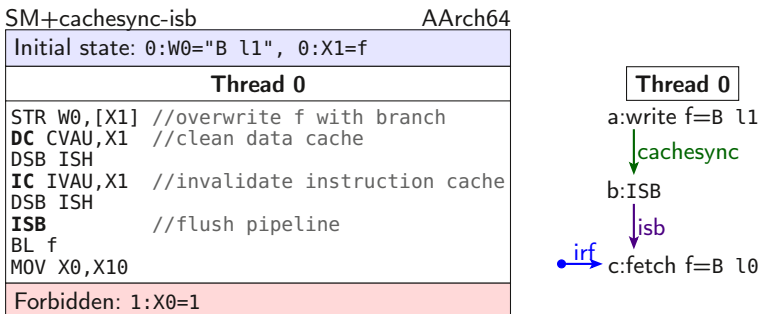 SM+cachesync-isb AArch64
Initial state: 0:W0="B l1", 0:X1=f
Thread 0
STR W0,[X1] //overwrite f with branch
DC CVAU,X1 //clean data cache
DSB ISH
IC IVAU,X1 //invalidate instruction cache
DSB ISH
ISB //flush pipeline
BL f
MOV X0,X10
Forbidden: 1:X0=1
Thread 0
a:write f=B l1
cachesync
b:ISB
isb
irf
c:fetch f=B l0